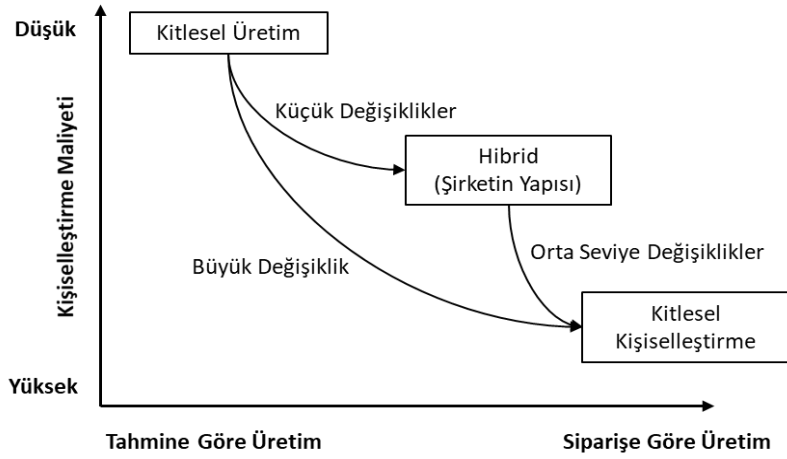 Düşük
Kitlesel Üretim
Küçük Değişiklikler
Hibrid
(Şirketin Yapısı)
Kişiselleştirme Maliyeti
Büyük Değişiklik
Orta Seviye Değişiklikler
Kitlesel
Kişiselleştirme
Yüksek
Tahmine Göre Üretim
Siparişe Göre Üretim